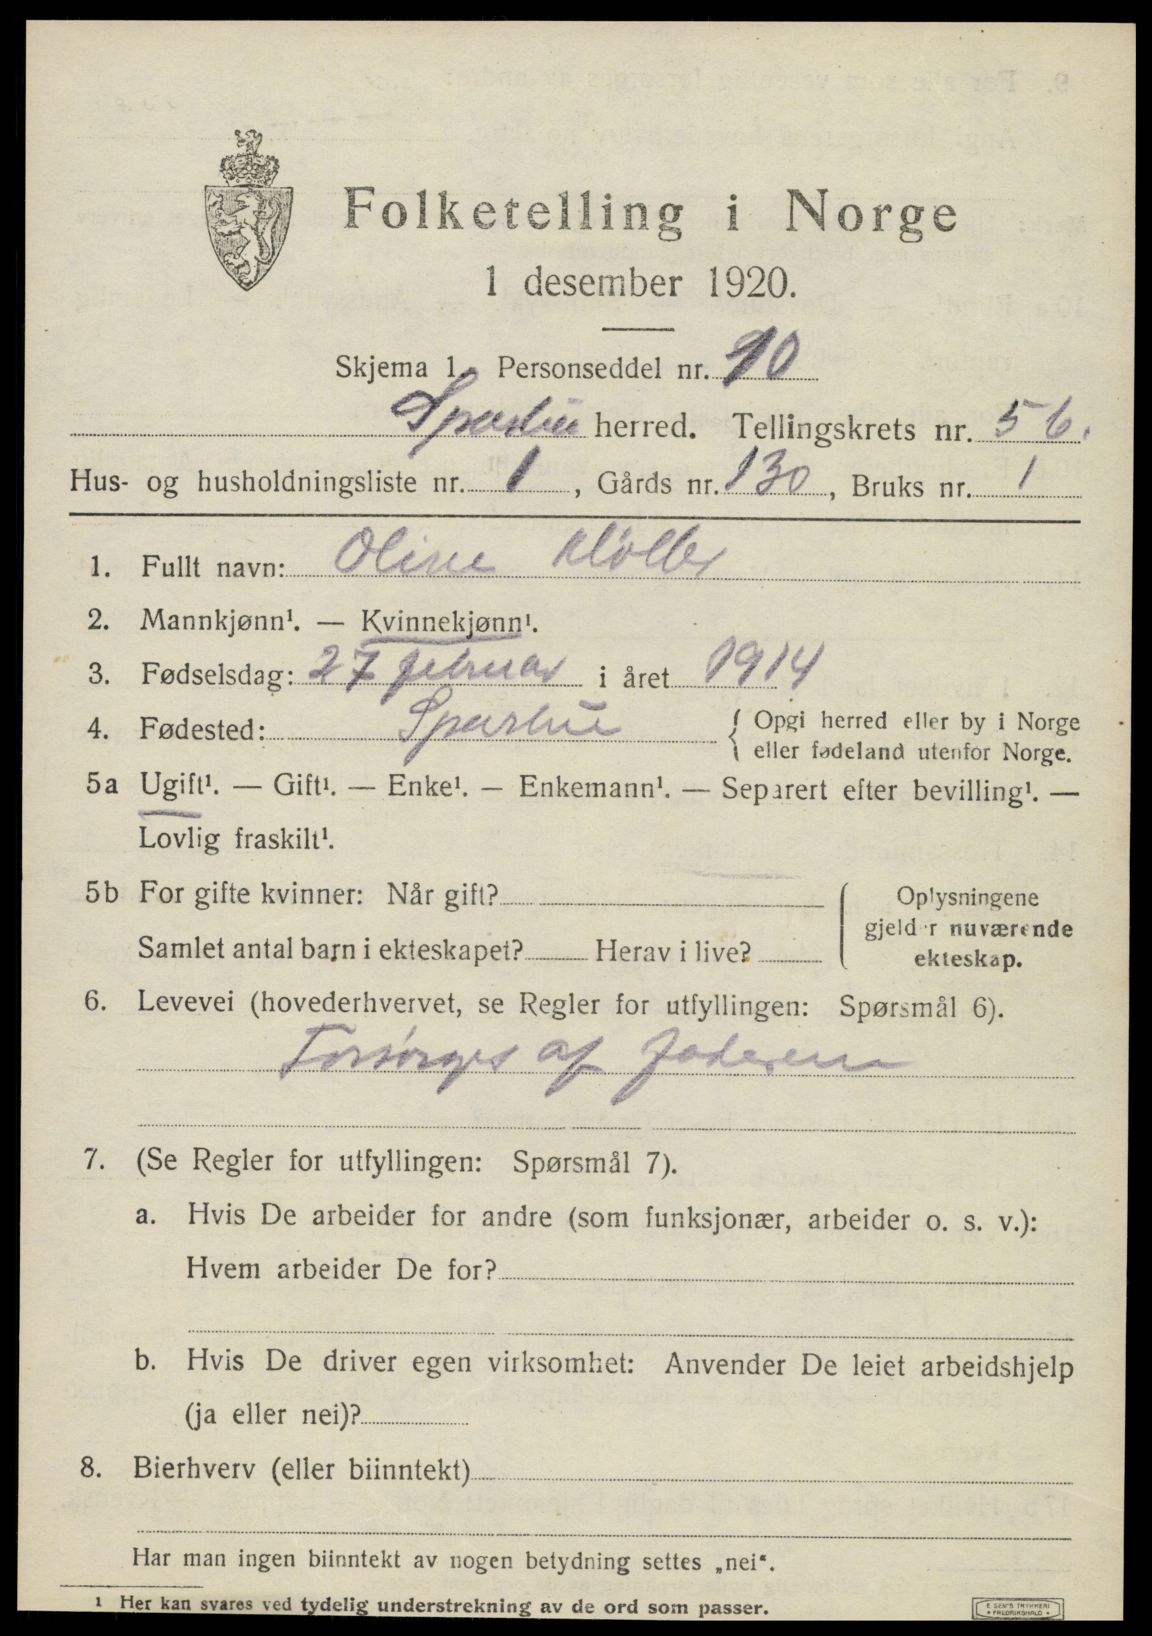 Folketelling i Norge
1 desember 1920.
Skjema 1. Personseddel nr. 10
Sparbu herred. Tellingskrets nr. 5 b.
Hus- og husholdningsliste nr. 1, Gårds nr. 130, Bruks nr. 1
1. Fullt navn: Oline Møller
2. Mannkjønn¹. — Kvinnekjønn¹.
3. Fødselsdag: 27 februar i året 1914
4. Fødested: Sparbu { Opgi herred eller by i Norge
eller fødeland utenfor Norge.
5a Ugift¹. — Gift¹. — Enke¹. — Enkemann¹. — Separert efter bevilling¹. —
Lovlig fraskilt¹.
5b For gifte kvinner: Når gift?
Samlet antal barn i ekteskapet? Herav i live?
Oplysningene
gjelder nuværende
ekteskap.
6. Levevei (hovederhvervet, se Regler for utfyllingen: Spørsmål 6).
Forsørges af faderen
7. (Se Regler for utfyllingen: Spørsmål 7).
a. Hvis De arbeider for andre (som funksjonær, arbeider o. s. v.):
Hvem arbeider De for?
b. Hvis De driver egen virksomhet: Anvender De leiet arbeidshjelp
(ja eller nei)?
8. Bierhverv (eller biinntekt)
Har man ingen biinntekt av nogen betydning settes „nei“.
¹ Her kan svares ved tydelig understrekning av de ord som passer.
E. SEM'S TRYKKERI
• FREDRIKSHALD •